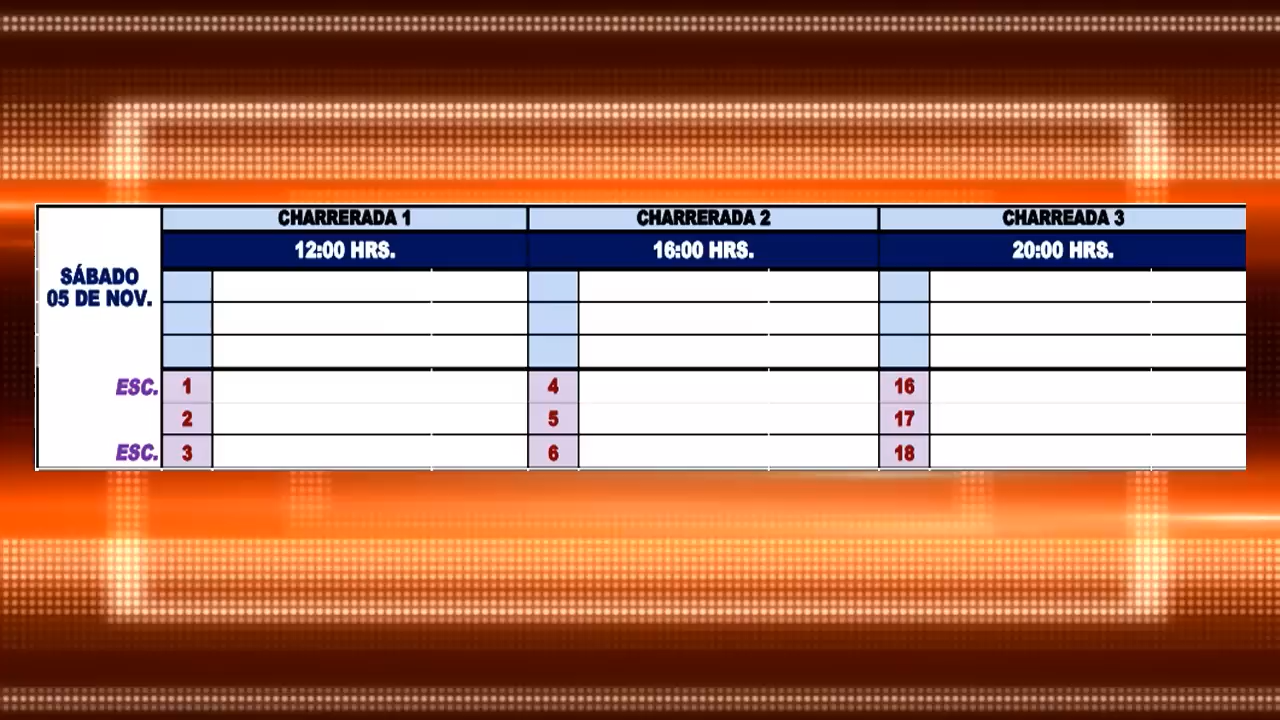 CHARRERADA 1 CHARRERADA 2 CHARREADA 3
12:00 HRS. 16:00 HRS. 20:00 HRS.
SÁBADO
05 DE NOV.
ESC. 1 4 16
2 5 17
ESC. 3 6 18